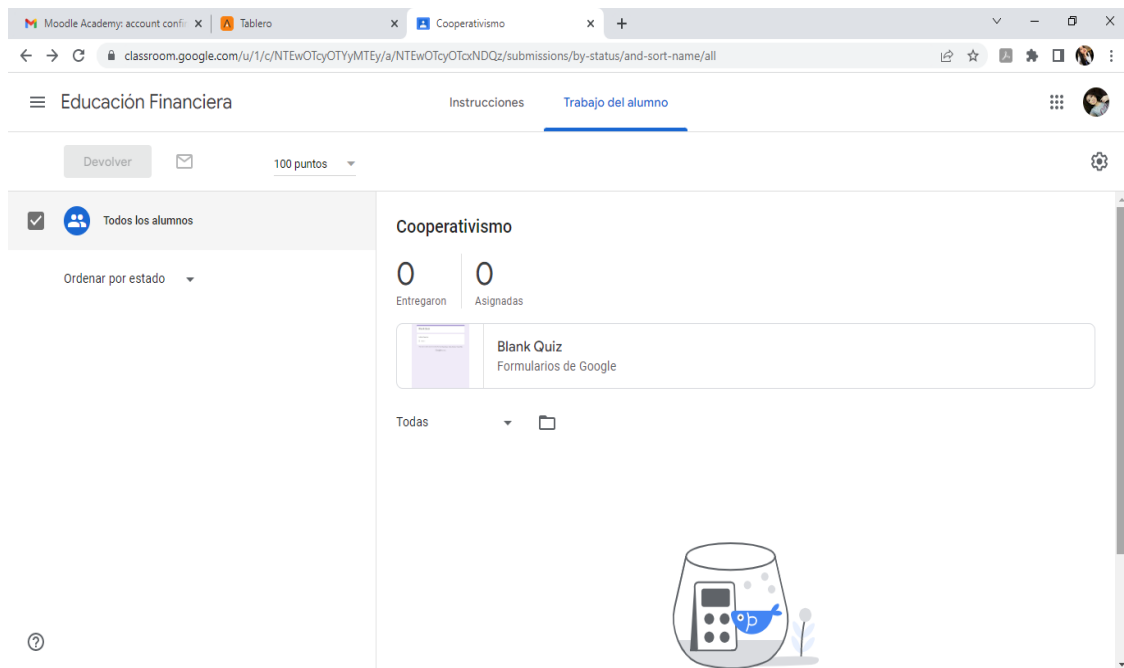 Moodle Academy: account confi
Tablero
Cooperativismo
classroom.google.com/u/1/c/NTEwOTcyOTYyMTEy/a/NTEwOTcyOTcxNDQz/submissions/by-status/and-sort-name/all
Educación Financiera
Instrucciones
Trabajo del alumno
Devolver
100 puntos
Todos los alumnos
Ordenar por estado
Cooperativismo
0 0
Entregaron Asignadas
Blank Quiz
Formularios de Google
Todas